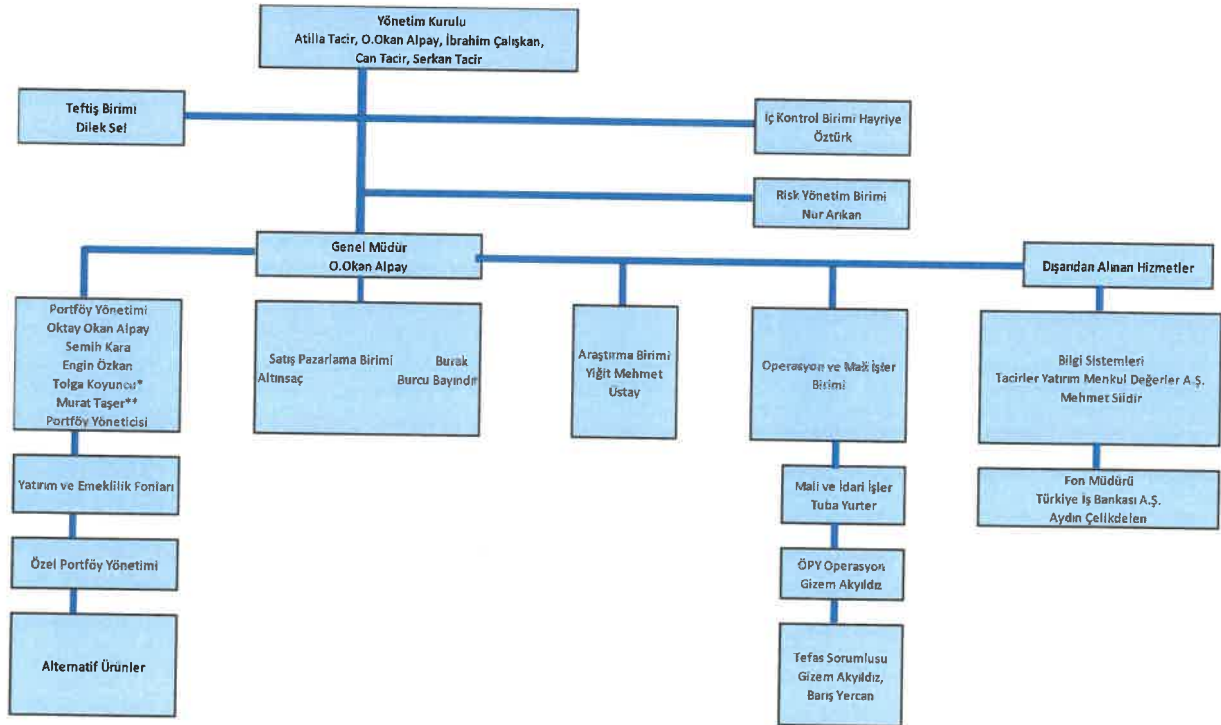 Yönetim Kurulu
Atilla Tacir, O.Okan Alpay, İbrahim Çalışkan,
Can Tacir, Serkan Tacir
Teftiş Birimi
Dilek Sel
İç Kontrol Birimi Hayriye
Öztürk
Risk Yönetim Birimi
Nur Arıkan
Genel Müdür
O.Okan Alpay
Dışarıdan Alınan Hizmetler
Portföy Yönetimi
Oktay Okan Alpay
Semih Kara
Engin Özkan
Tolga Koyuncu*
Murat Taşer**
Portföy Yöneticisi
Satış Pazarlama Birimi Burak
Altınsaç Burcu Bayındır
Araştırma Birimi
Yiğit Mehmet
Üstay
Operasyon ve Mali İşler
Birimi
Bilgi Sistemleri
Tacirler Yatırım Menkul Değerler A.Ş.
Mehmet Siidir
Yatırım ve Emeklilik Fonları
Mali ve İdari İşler
Tuba Yurter
Fon Müdürü
Türkiye İş Bankası A.Ş.
Aydın Çelikdelen
Özel Portföy Yönetimi
ÖPY Operasyon
Gizem Akyıldız
Alternatif Ürünler
Tefas Sorumlusu
Gizem Akyıldız,
Barış Yercan